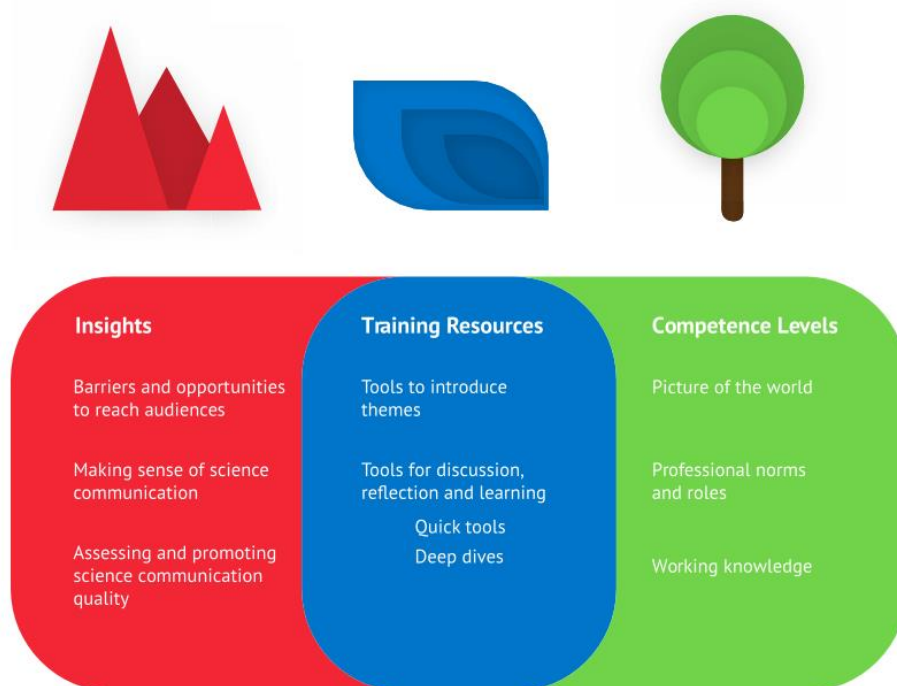 Insights
Barriers and opportunities
to reach audiences
Making sense of science
communication
Assessing and promoting
science communication
quality
Training Resources
Tools to introduce
themes
Tools for discussion,
reflection and learning
Quick tools
Deep dives
Competence Levels
Picture of the world
Professional norms
and roles
Working knowledge